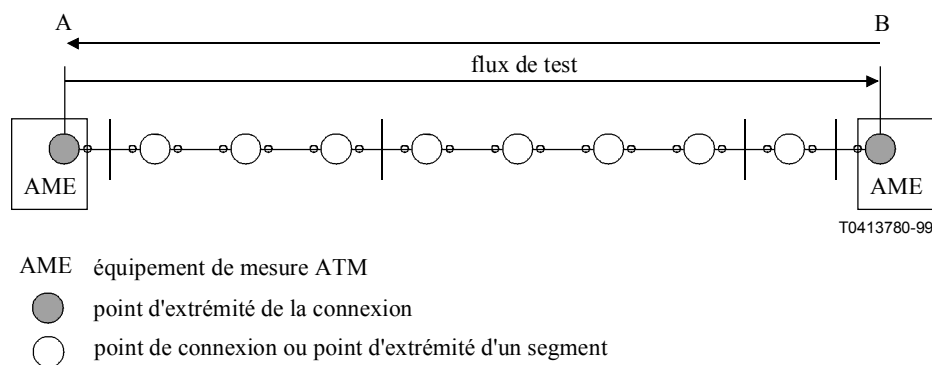 A B
flux de test
AME AME
T0413780-99
AME équipement de mesure ATM
point d'extrémité de la connexion
point de connexion ou point d'extrémité d'un segment